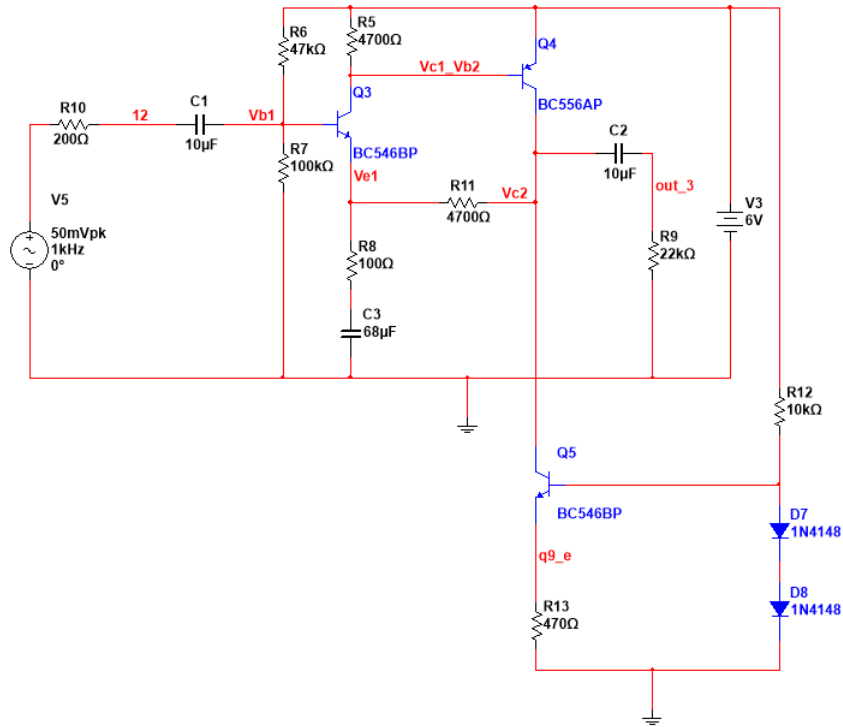 R6
47kΩ
R5
4700Ω
Q4
Vc1_Vb2
BC556AP
Q3
R10
200Ω
12
C1
10µF
Vb1
BC546BP
R7
100kΩ
Ve1
C2
10µF
out_3
R11
4700Ω
Vc2
V5
50mVpk
1kHz
0°
R8
100Ω
R9
22kΩ
V3
6V
C3
68µF
R12
10kΩ
Q5
BC546BP
D7
1N4148
q9_e
D8
1N4148
R13
470Ω